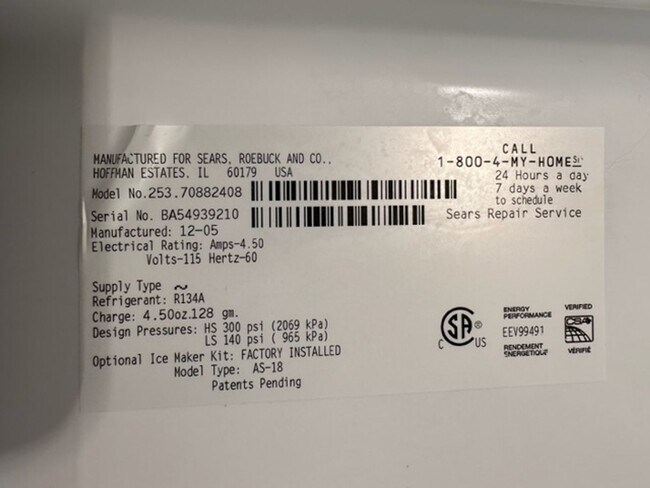 MANUFACTURED FOR SEARS, ROEBUCK AND CO.,
HOFFMAN ESTATES, IL 60179 USA
Model No.253.70882408
Serial No. BA54939210
Manufactured: 12-05
Electrical Rating: Amps-4.50
Volts-115 Hertz-60
Supply Type ~
Refrigerant: R134A
Charge: 4.50oz.128 gm.
Design Pressures: HS 300 psi (2069 kPa)
LS 140 psi ( 965 kPa)
Optional Ice Maker Kit: FACTORY INSTALLED
Model Type: AS-18
Patents Pending
CALL
1-800-4-MY-HOME℠
24 Hours a day
7 days a week
to schedule
Sears Repair Service
SA®
C US
ENERGY
PERFORMANCE
EEV99491
RENDEMENT
ÉNERGÉTIQUE
VERIFIED
CSA
VÉRIFIÉ